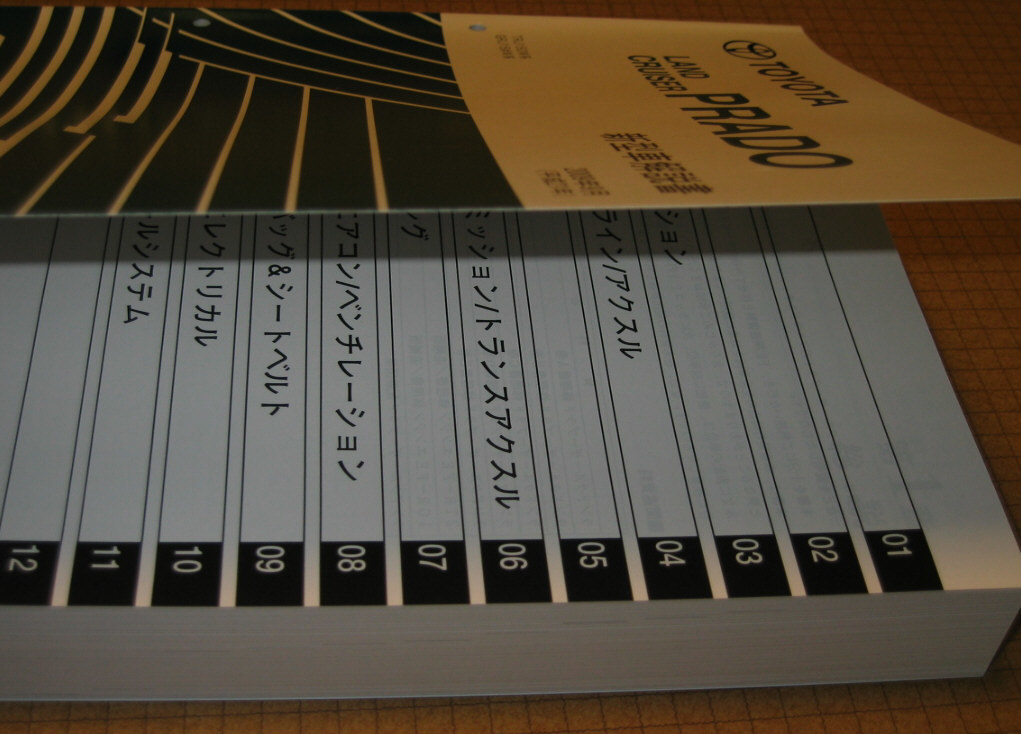 TOYOTA
LAND
CRUISER
PRADO
01
02
03
04
ション
05
ライン/アクスル
06
ミッション/トランスアクスル
07
ング
08
エアコン/ベンチレーション
09
バッグ&シートベルト
10
レクトリカル
11
ールシステム
12